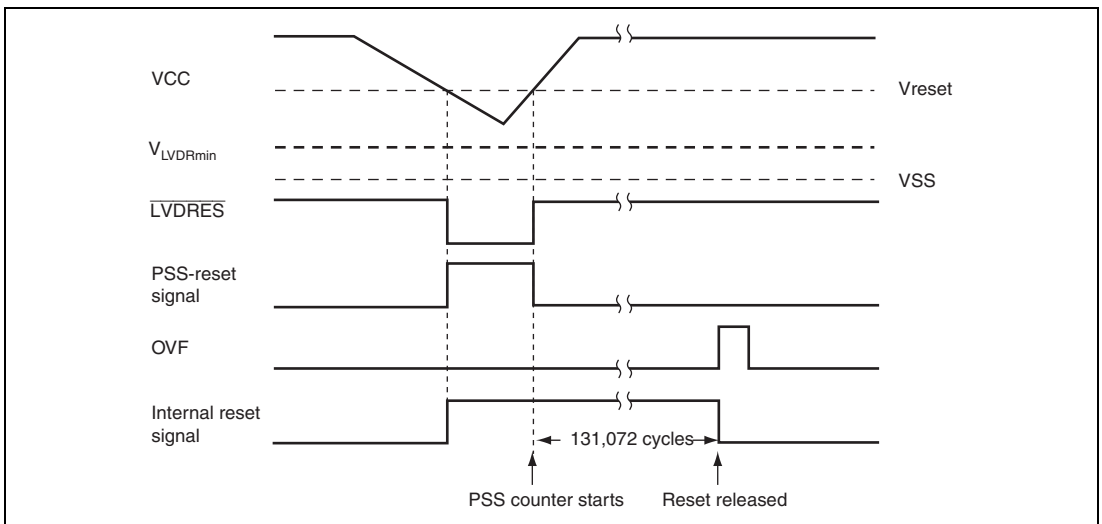 VCC
Vreset
VLVDRmin
VSS
LVDRES
PSS-reset
signal
OVF
Internal reset
signal
131,072 cycles
PSS counter starts
Reset released